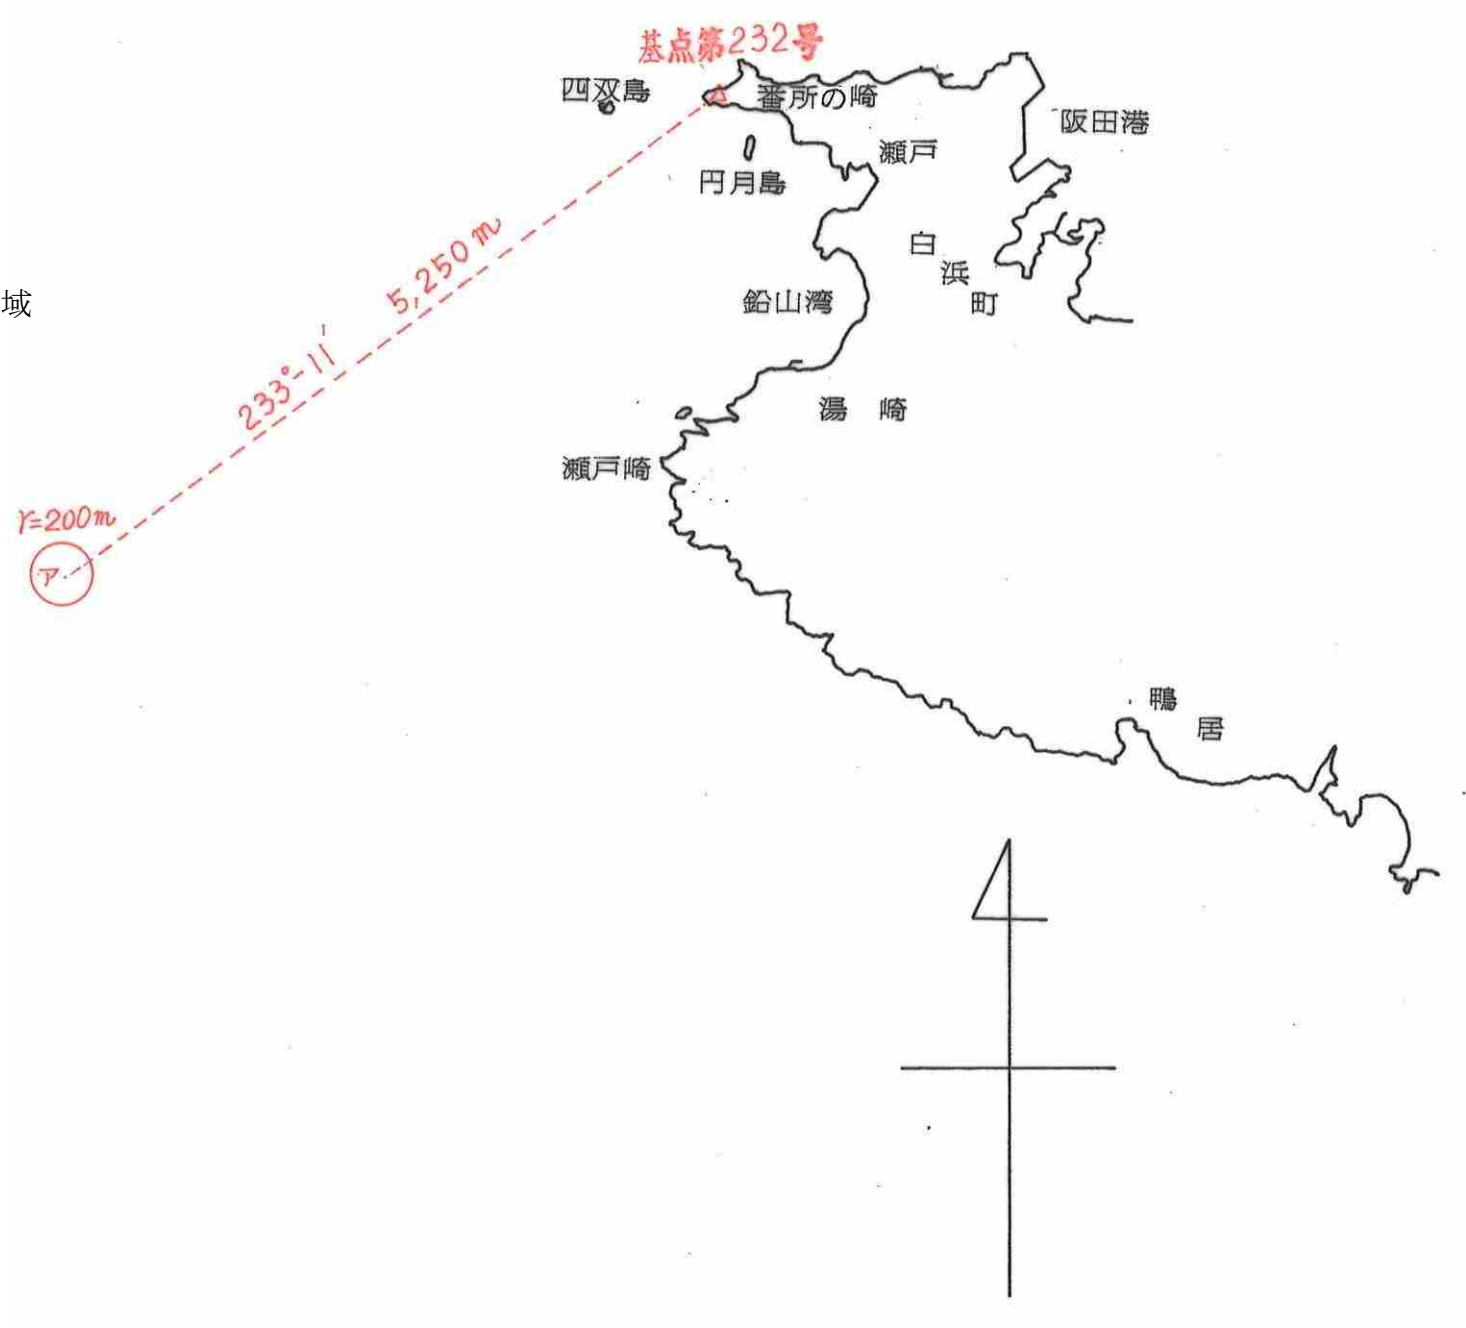 基点第232号
四双島
番所の崎
阪田港
瀬戸
円月島
5,250m
白浜町
域
鉛山湾
233°-11′
湯崎
瀬戸崎
r=200m
ア
鴨居